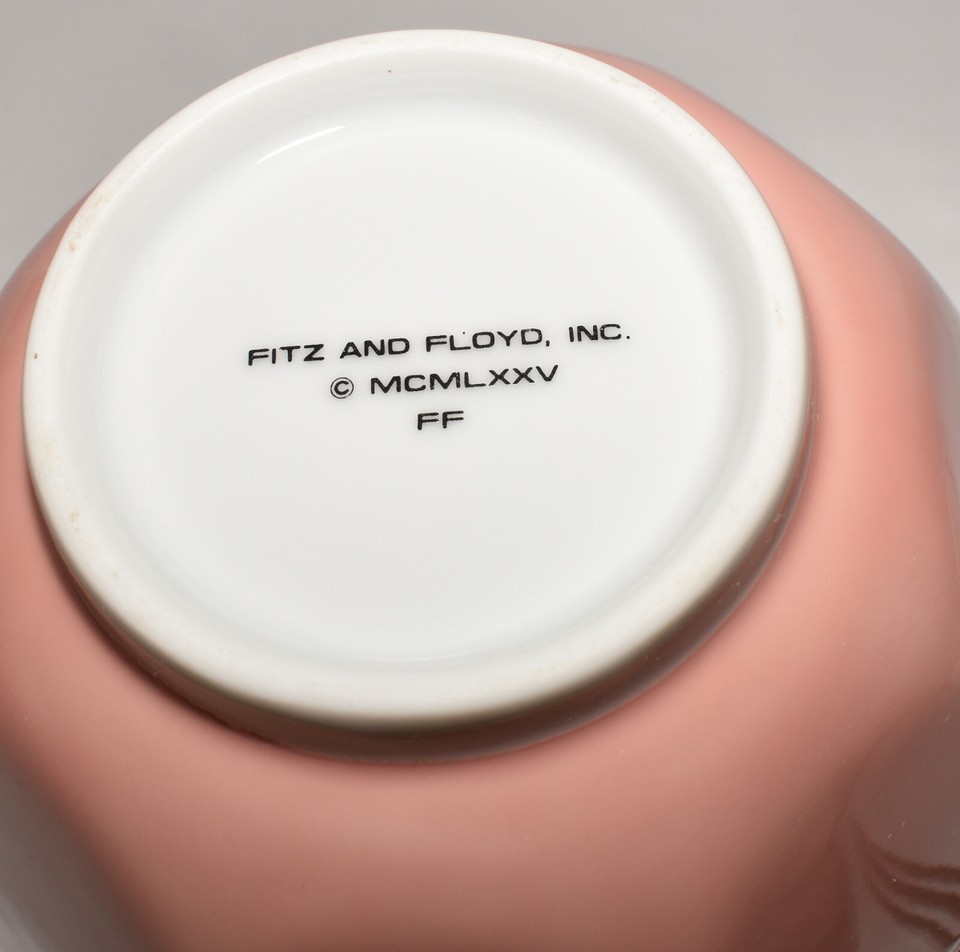 FITZ AND FLOYD, INC.
© MCMLXXV
FF